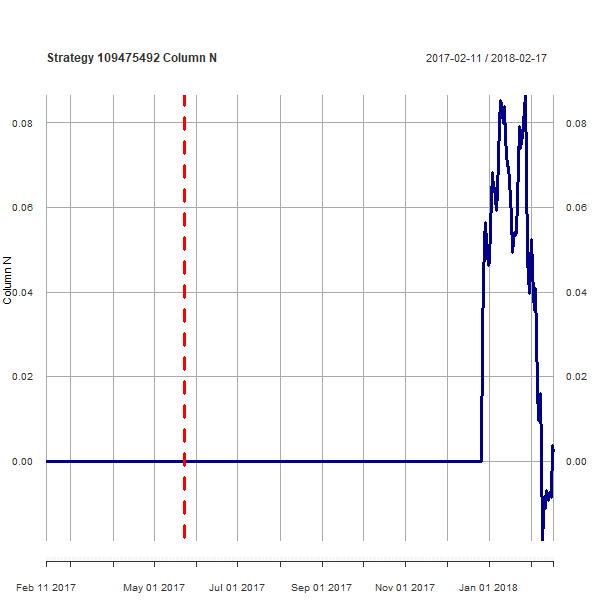 Strategy 109475492 Column N
2017-02-11 / 2018-02-17
0.08 0.08
0.06 0.06
Column N
0.04 0.04
0.02 0.02
0.00 0.00
Feb 11 2017 May 01 2017 Jul 01 2017 Sep 01 2017 Nov 01 2017 Jan 01 2018